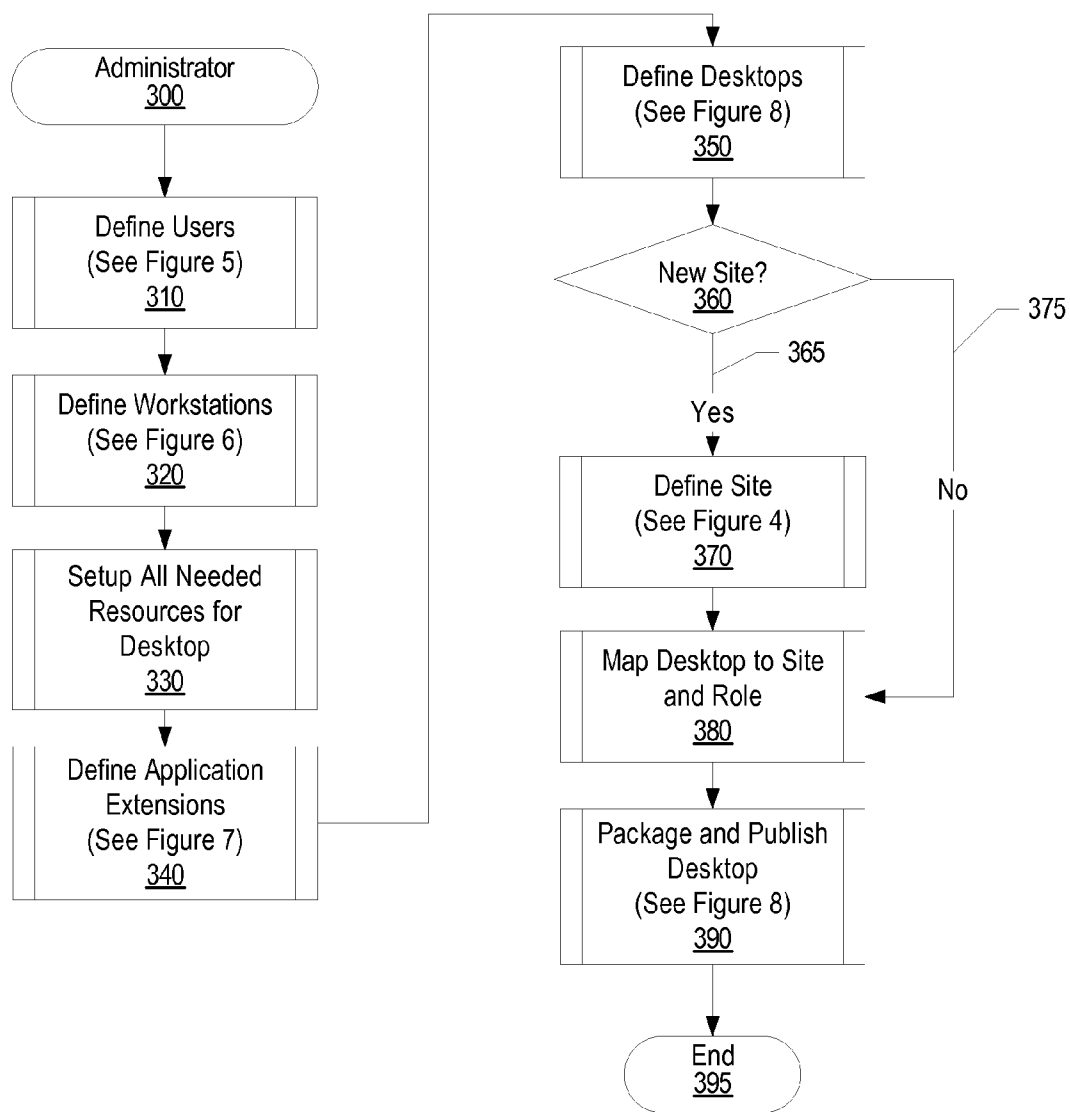 Administrator
300
Define Users
(See Figure 5)
310
Define Workstations
(See Figure 6)
320
Setup All Needed
Resources for
Desktop
330
Define Application
Extensions
(See Figure 7)
340
Define Desktops
(See Figure 8)
350
New Site?
360
375
365
Yes
Define Site
(See Figure 4)
370
No
Map Desktop to Site
and Role
380
Package and Publish
Desktop
(See Figure 8)
390
End
395